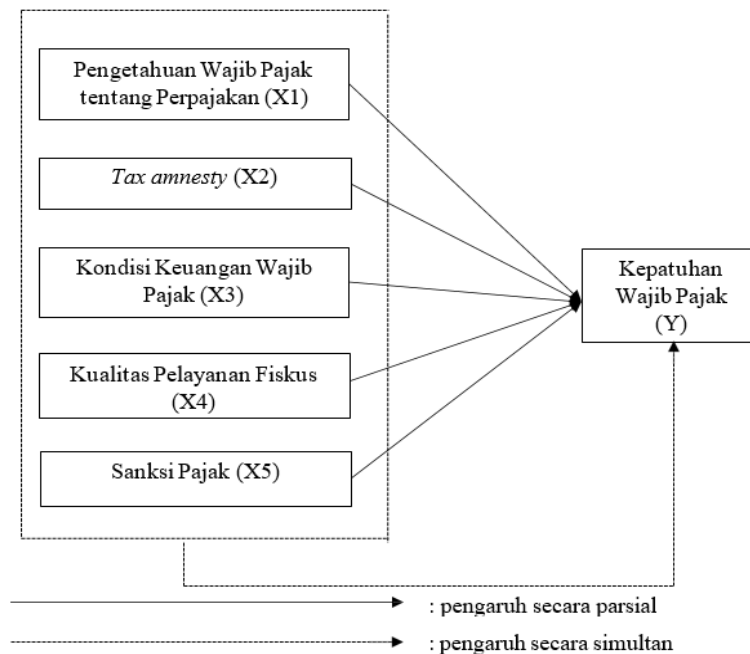 Pengetahuan Wajib Pajak
tentang Perpajakan (X1)
Tax amnesty (X2)
Kondisi Keuangan Wajib
Pajak (X3)
Kualitas Pelayanan Fiskus
(X4)
Sanksi Pajak (X5)
Kepatuhan
Wajib Pajak
(Y)
: pengaruh secara parsial
: pengaruh secara simultan